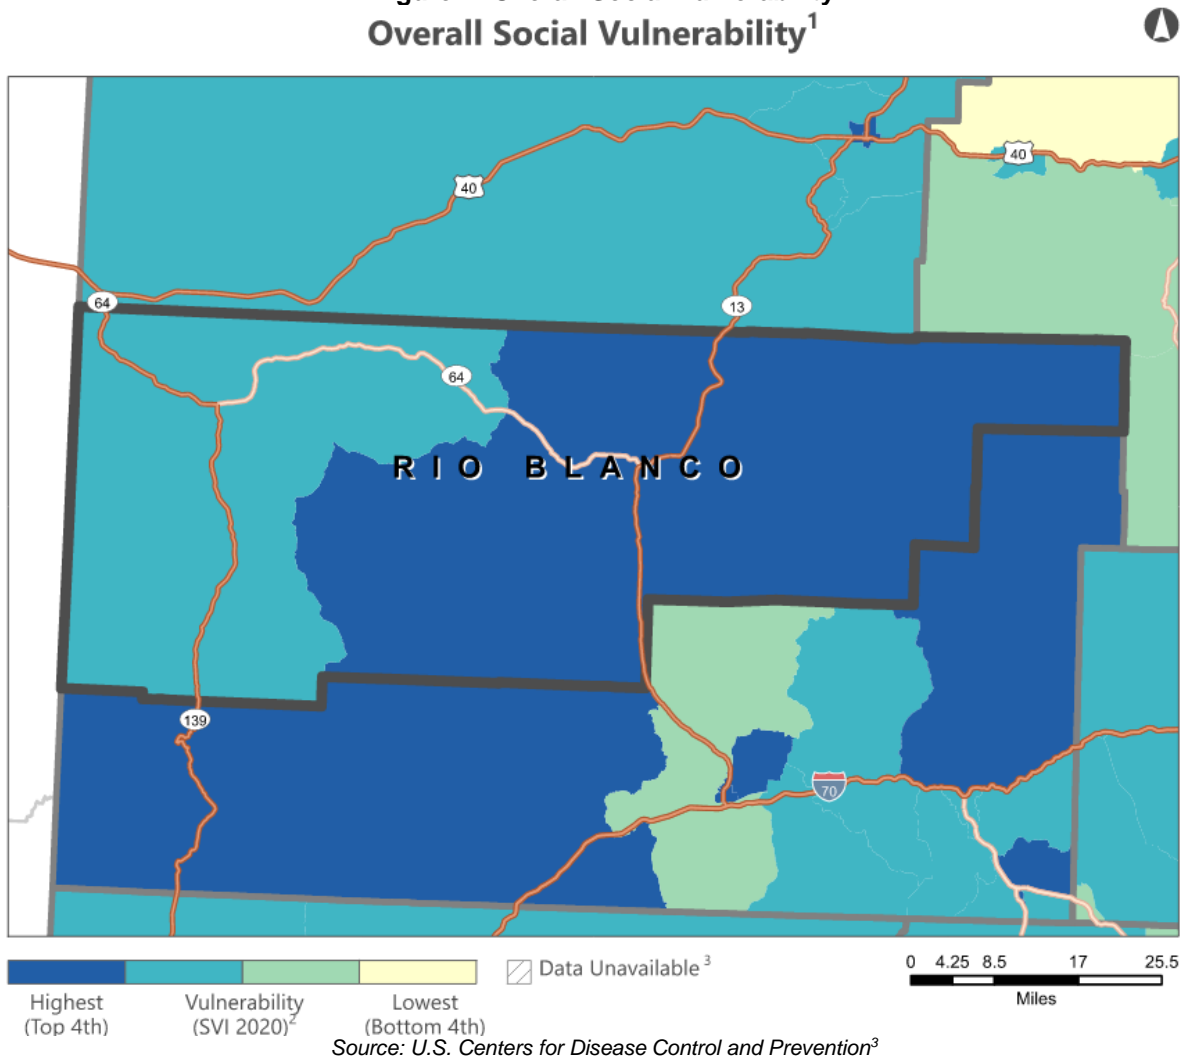 Overall Social Vulnerability1
40
40
64
13
64
RIO BLANCO
139
70
Data Unavailable3
0 4.25 8.5 17 25.5
Miles
Highest
(Top 4th)
Vulnerability
(SVI 2020)2
Lowest
(Bottom 4th)
Source: U.S. Centers for Disease Control and Prevention3